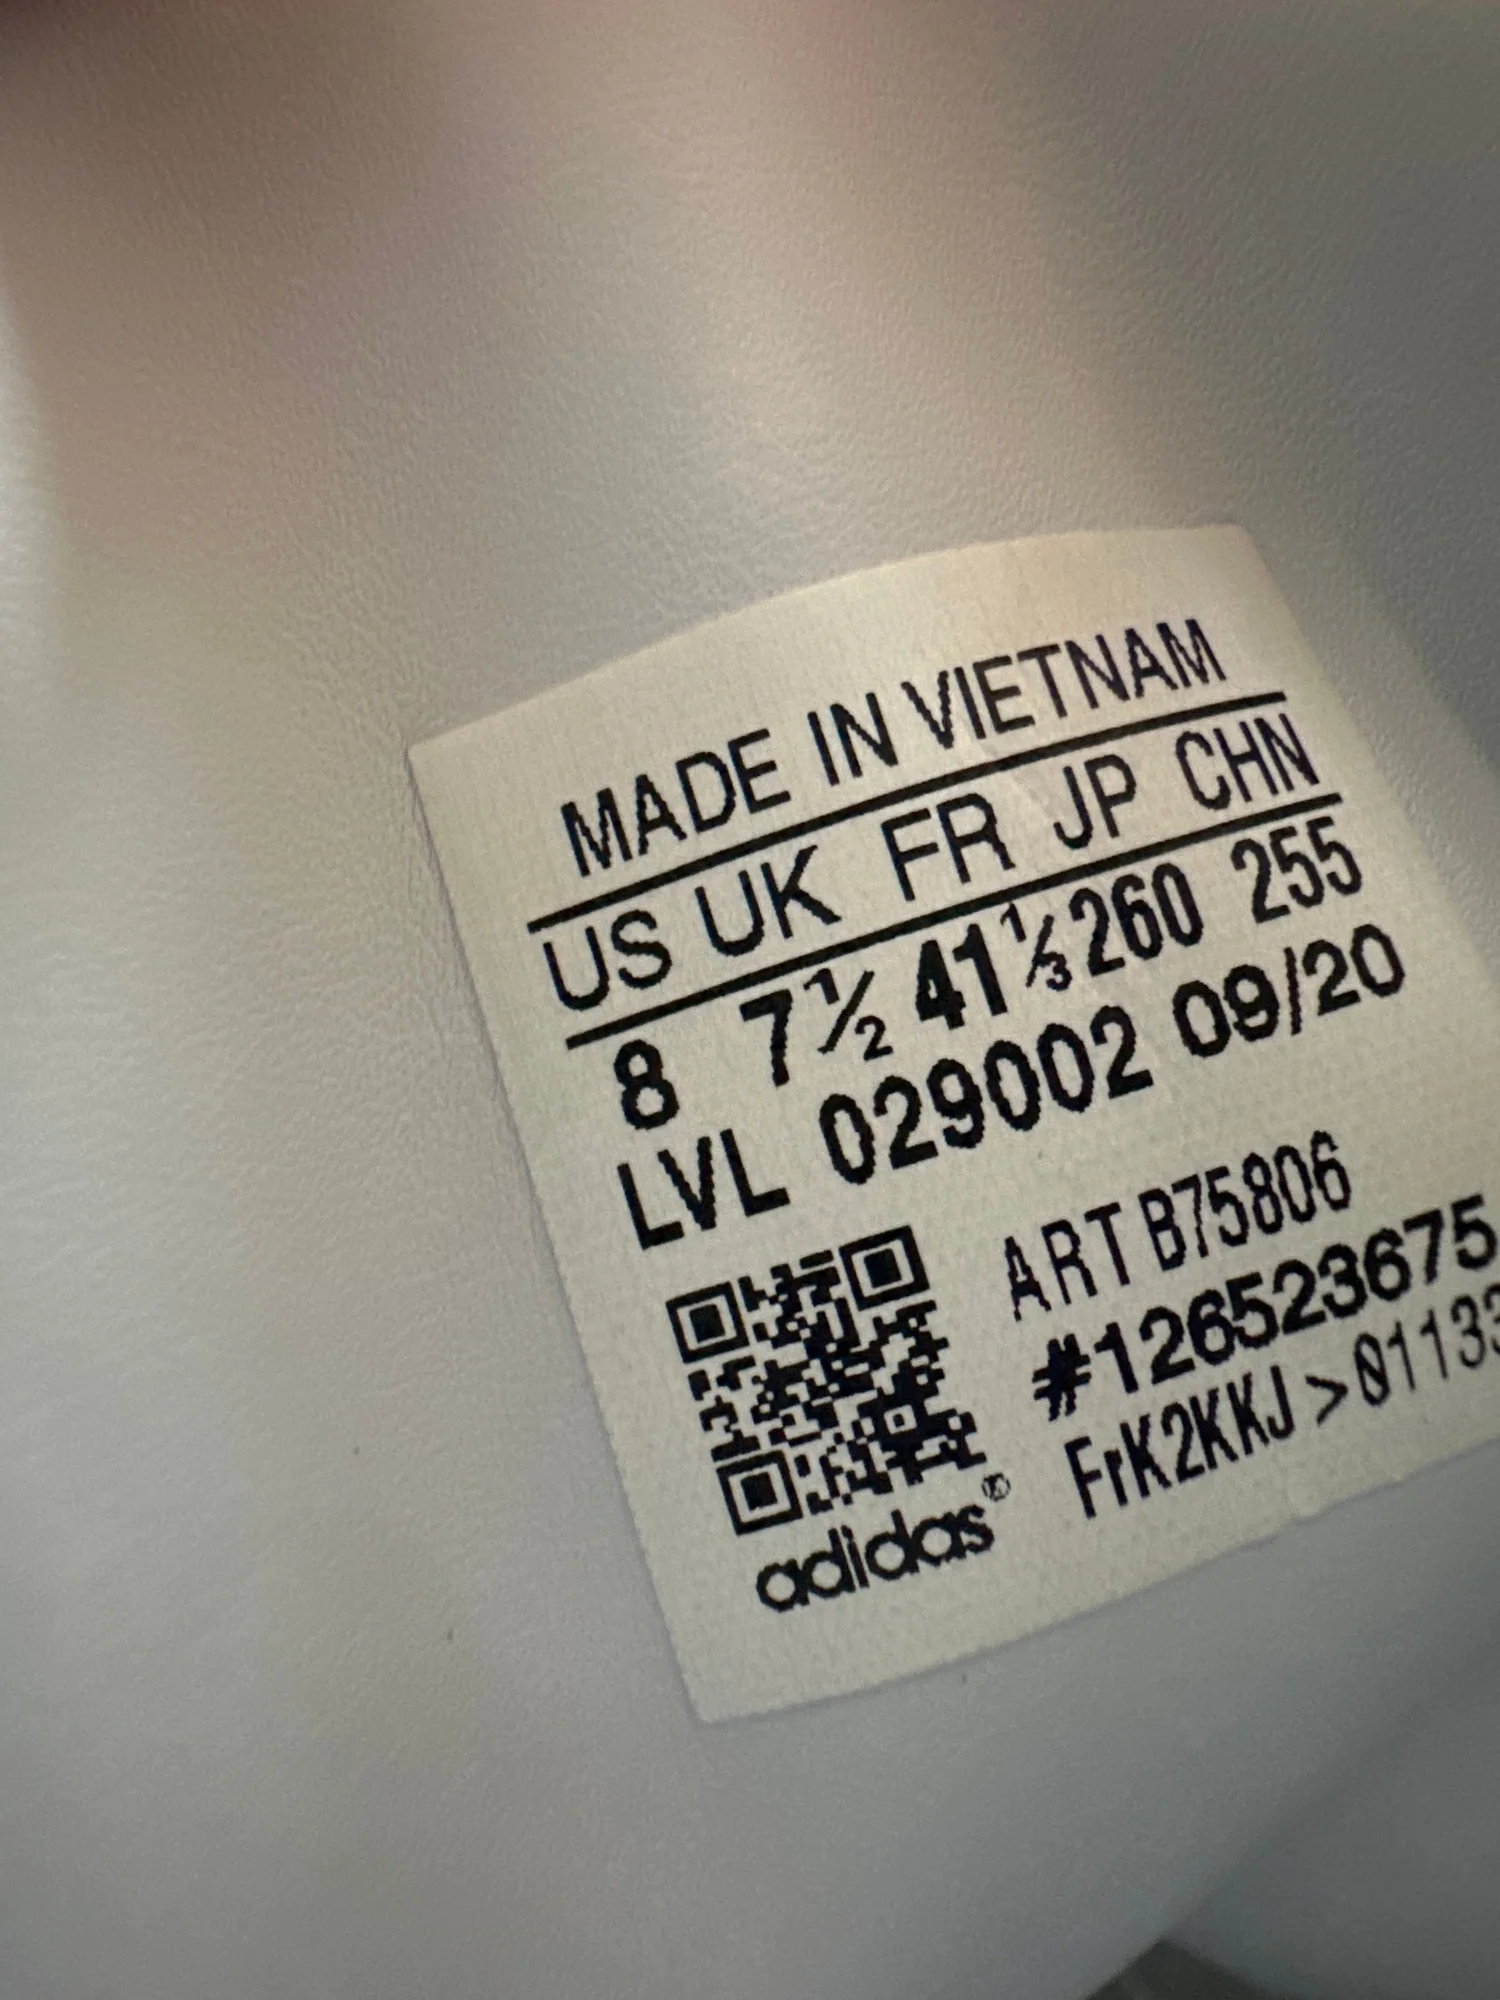 MADE IN VIETNAM
US UK FR JP CHN
8 7½ 41⅓ 260 255
LVL 029002 09/20
ART B75806
#126523675
FrK2KKJ>01133
adidas®